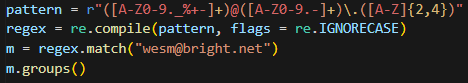 pattern = r"([A-Z0-9._%+-]+)@([A-Z0-9.-]+)\.([A-Z]{2,4})"
regex = re.compile(pattern, flags = re.IGNORECASE)
m = regex.match("wesm@bright.net")
m.groups()